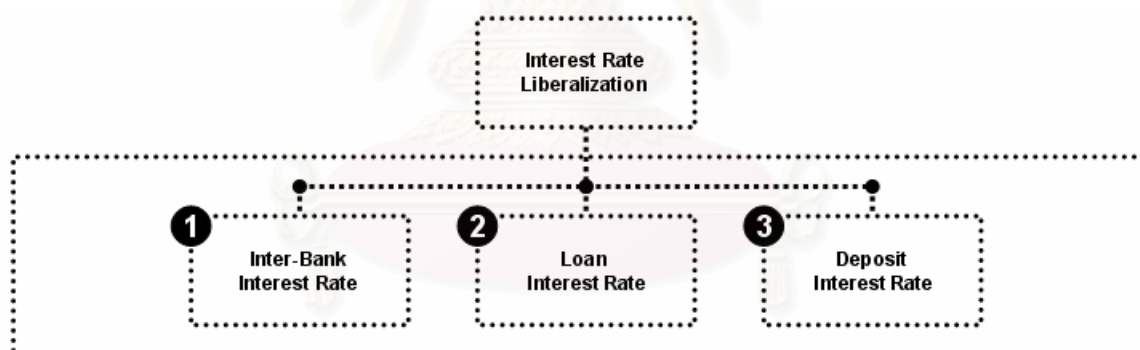 Interest Rate
Liberalization
1
2
3
Inter-Bank
Interest Rate
Loan
Interest Rate
Deposit
Interest Rate